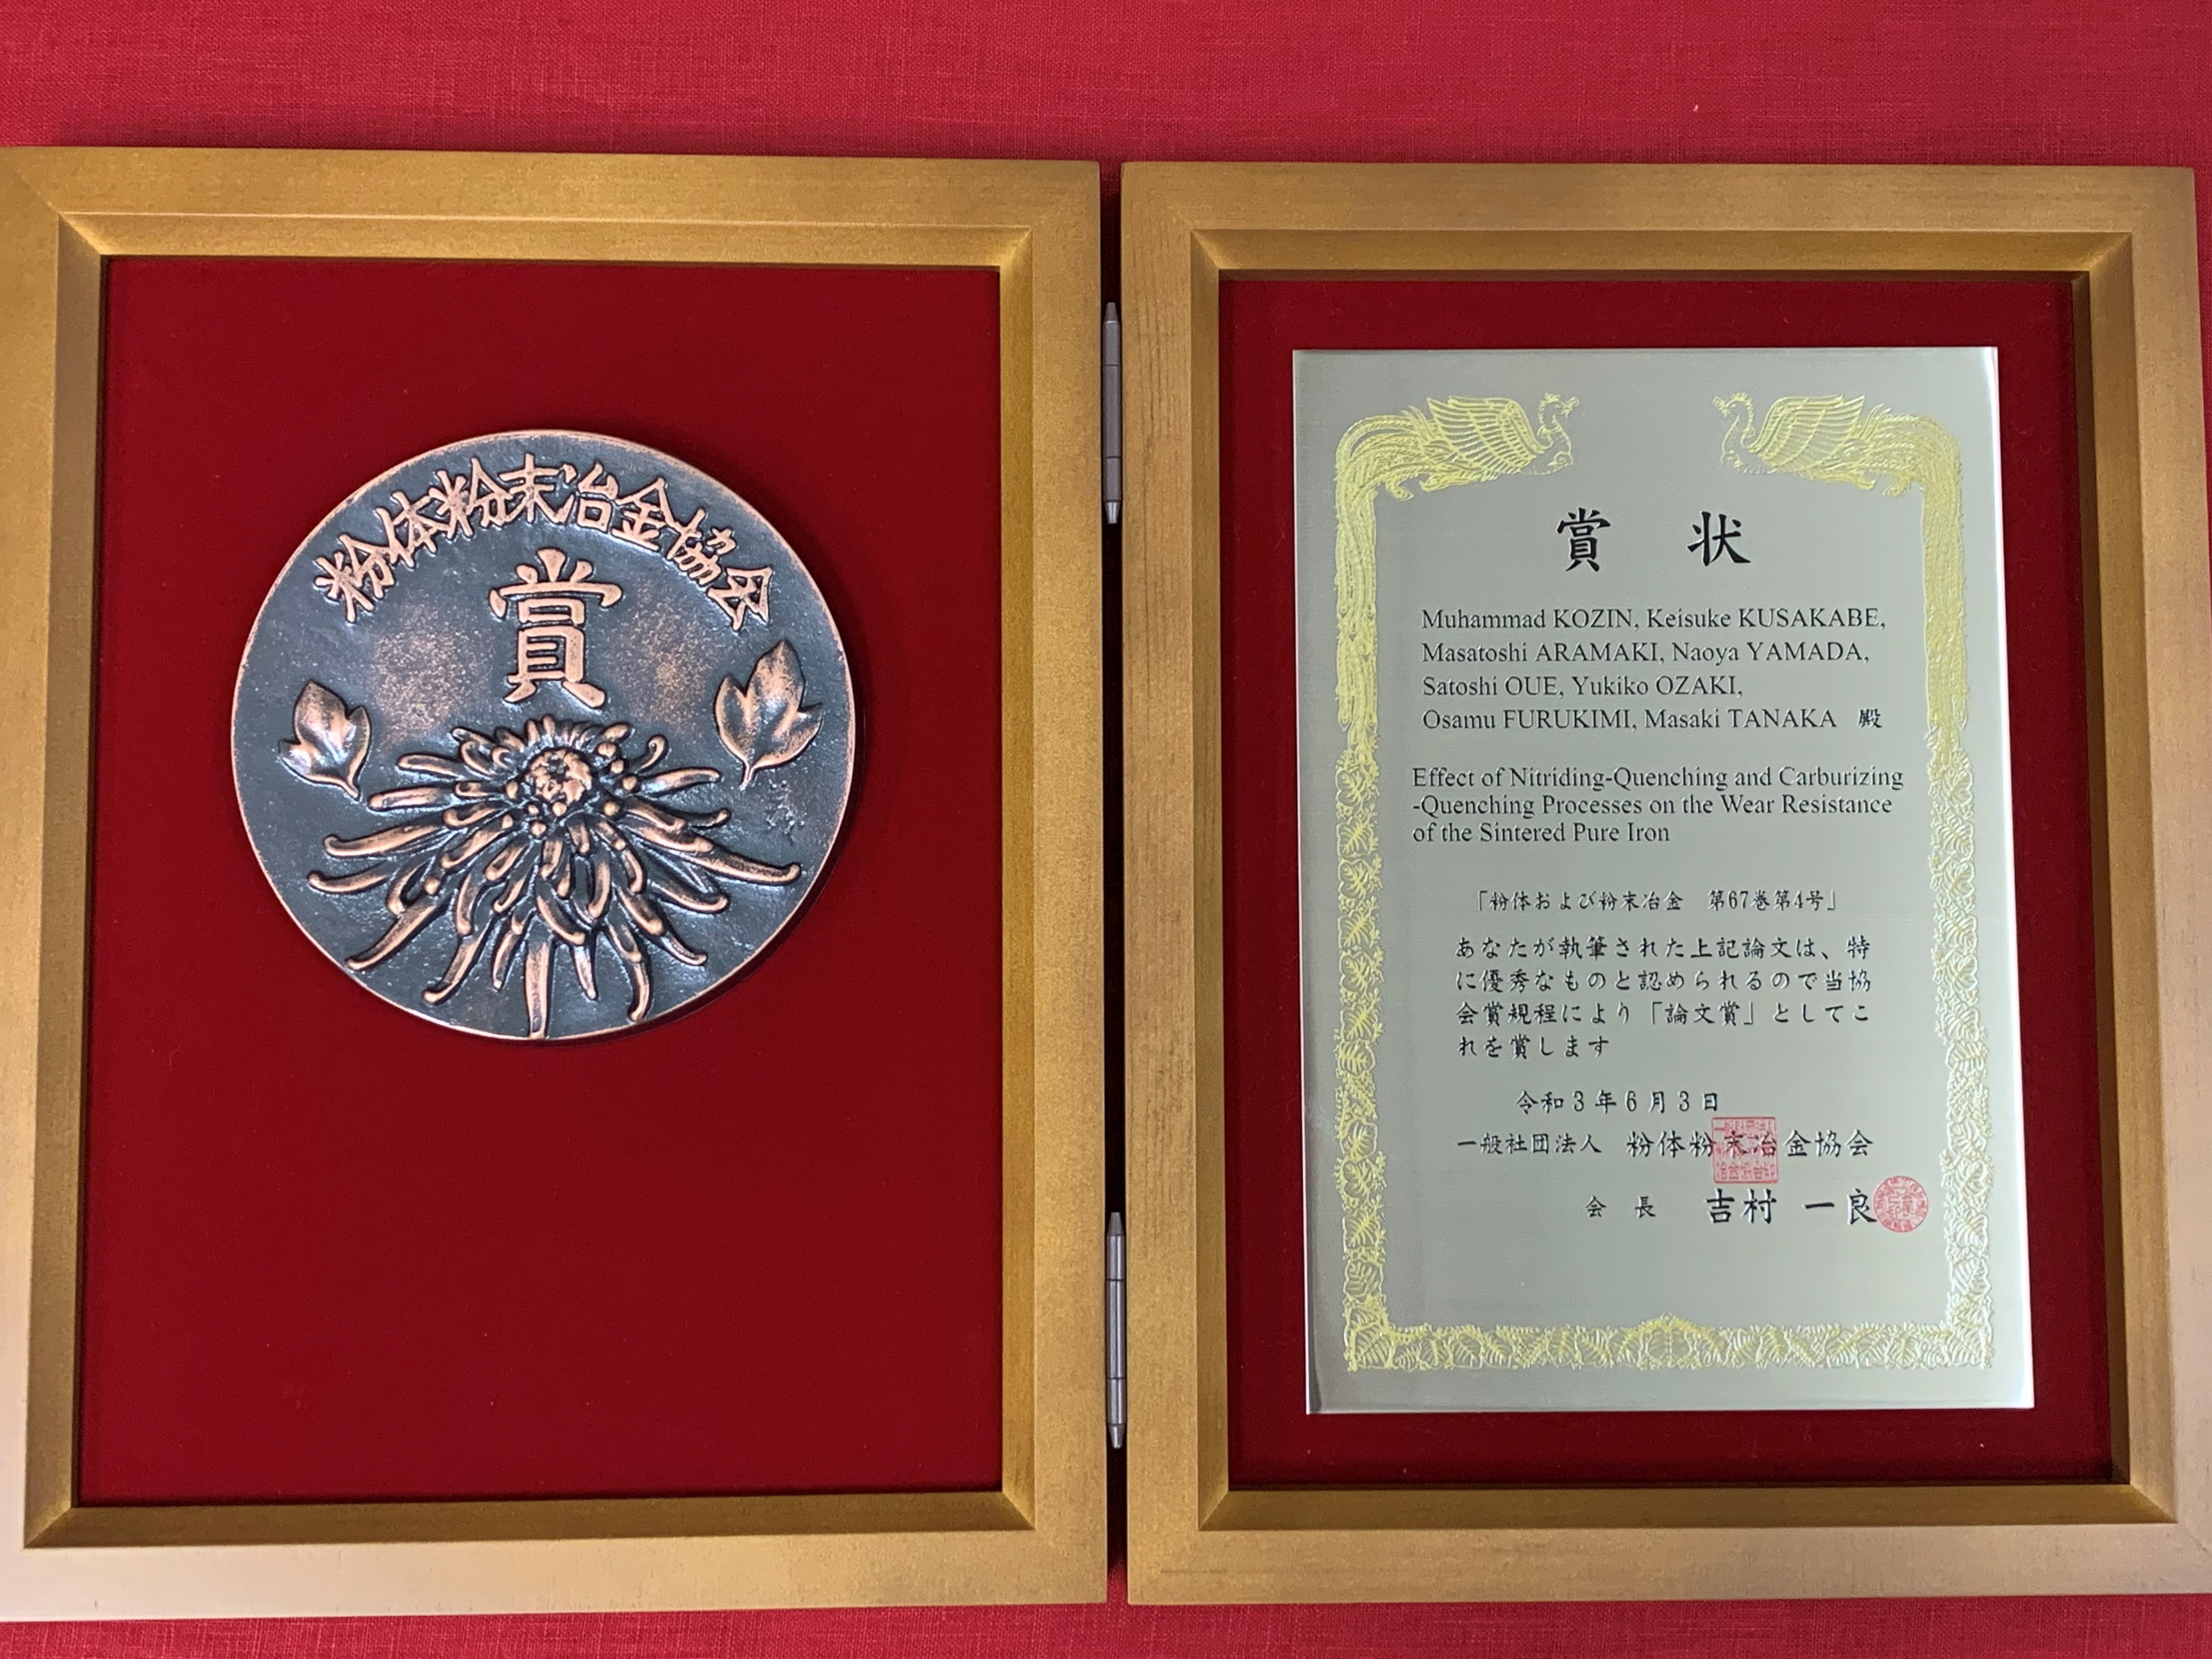 粉体粉末冶金協会
賞
賞 状
Muhammad KOZIN, Keisuke KUSAKABE,
Masatoshi ARAMAKI, Naoya YAMADA,
Satoshi OUE, Yukiko OZAKI,
Osamu FURUKIMI, Masaki TANAKA 殿
Effect of Nitriding-Quenching and Carburizing
-Quenching Processes on the Wear Resistance
of the Sintered Pure Iron
「粉体および粉末冶金 第67巻第4号」
あなたが執筆された上記論文は、特
に優秀なものと認められるので当協
会賞規程により「論文賞」としてこ
れを賞します
令和3年6月3日
一般社団法人 粉体粉末冶金協会
会 長 吉村 一良